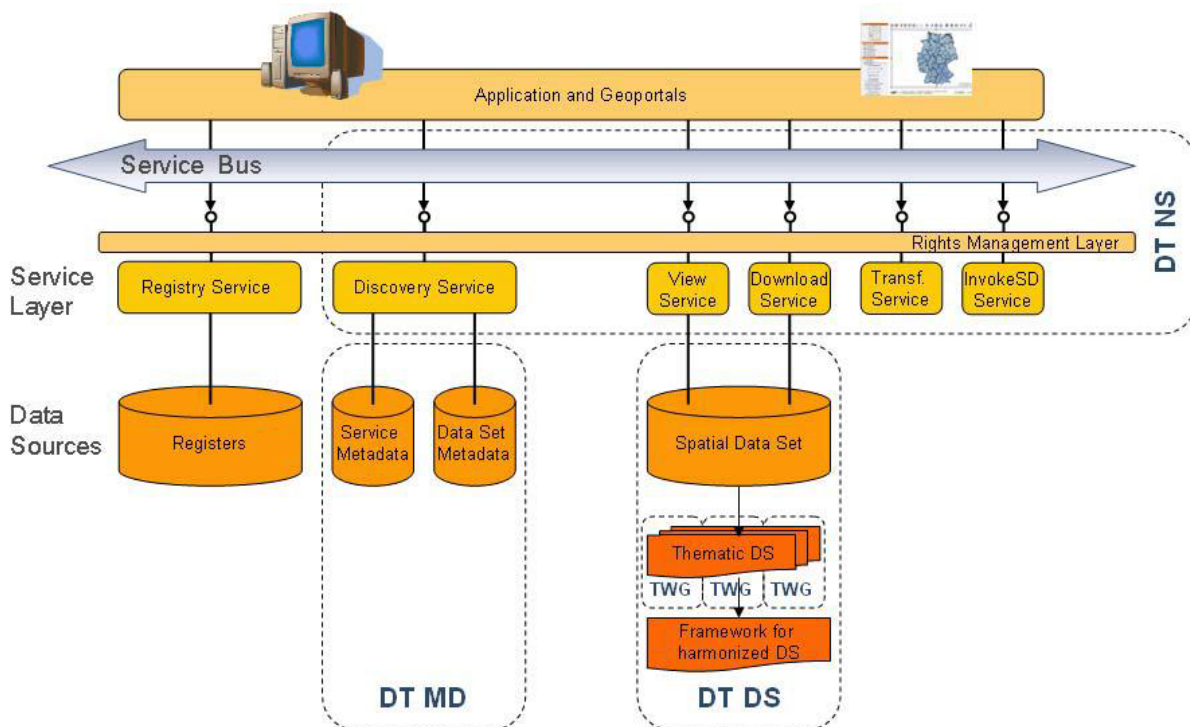 Application and Geoportals
Service Bus
DT NS
Rights Management Layer
Service
Layer
Registry Service
Discovery Service
View
Service
Download
Service
Transf.
Service
InvokeSD
Service
Data
Sources
Registers
Service
Metadata
Data Set
Metadata
Spatial Data Set
Thematic DS
TWG
TWG
TWG
Framework for
harmonized DS
DT MD
DT DS